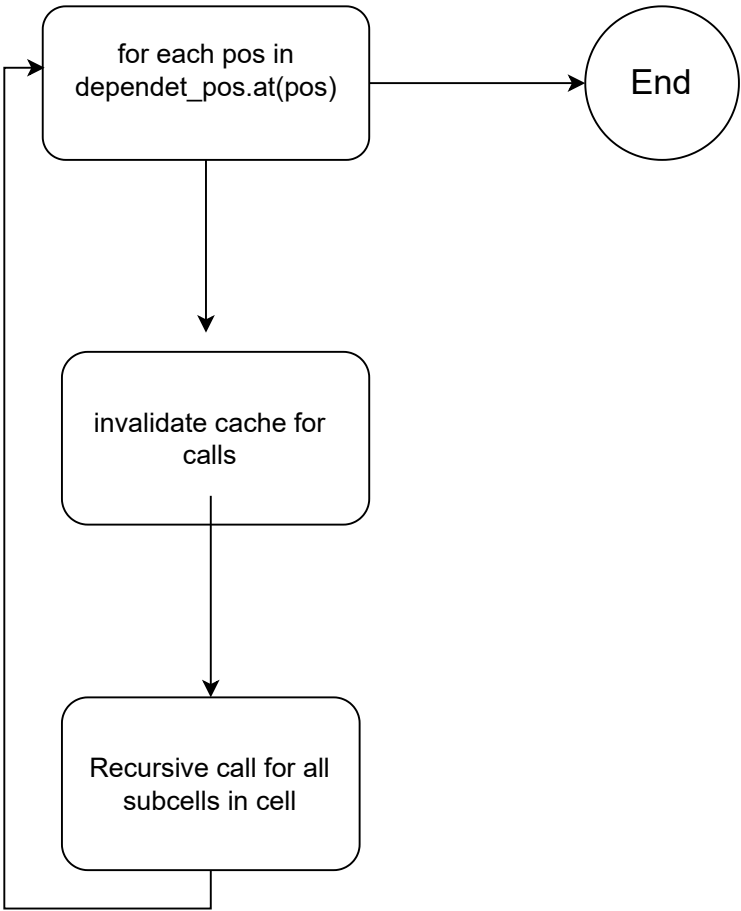 for each pos in
dependet_pos.at(pos)
End
invalidate cache for
calls
Recursive call for all
subcells in cell